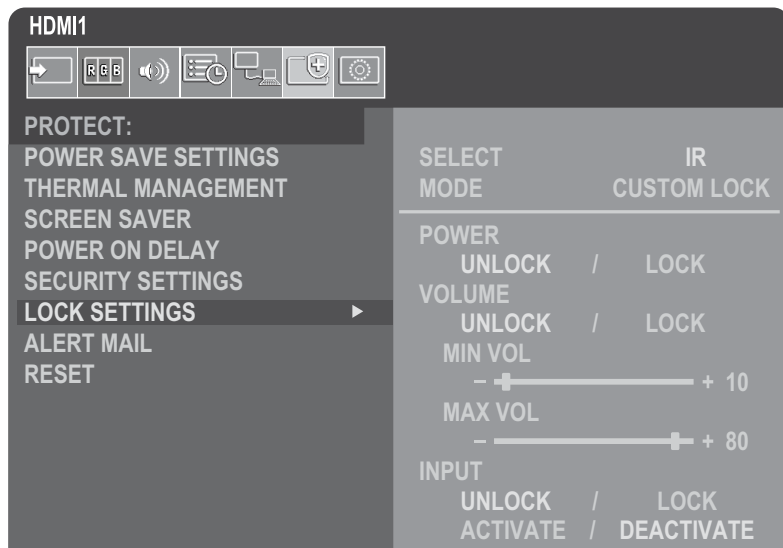 HDMI1
RGB
PROTECT:
POWER SAVE SETTINGS
THERMAL MANAGEMENT
SCREEN SAVER
POWER ON DELAY
SECURITY SETTINGS
LOCK SETTINGS
ALERT MAIL
RESET
SELECT IR
MODE CUSTOM LOCK
POWER
UNLOCK / LOCK
VOLUME
UNLOCK / LOCK
MIN VOL
- + 10
MAX VOL
- + 80
INPUT
UNLOCK / LOCK
ACTIVATE / DEACTIVATE